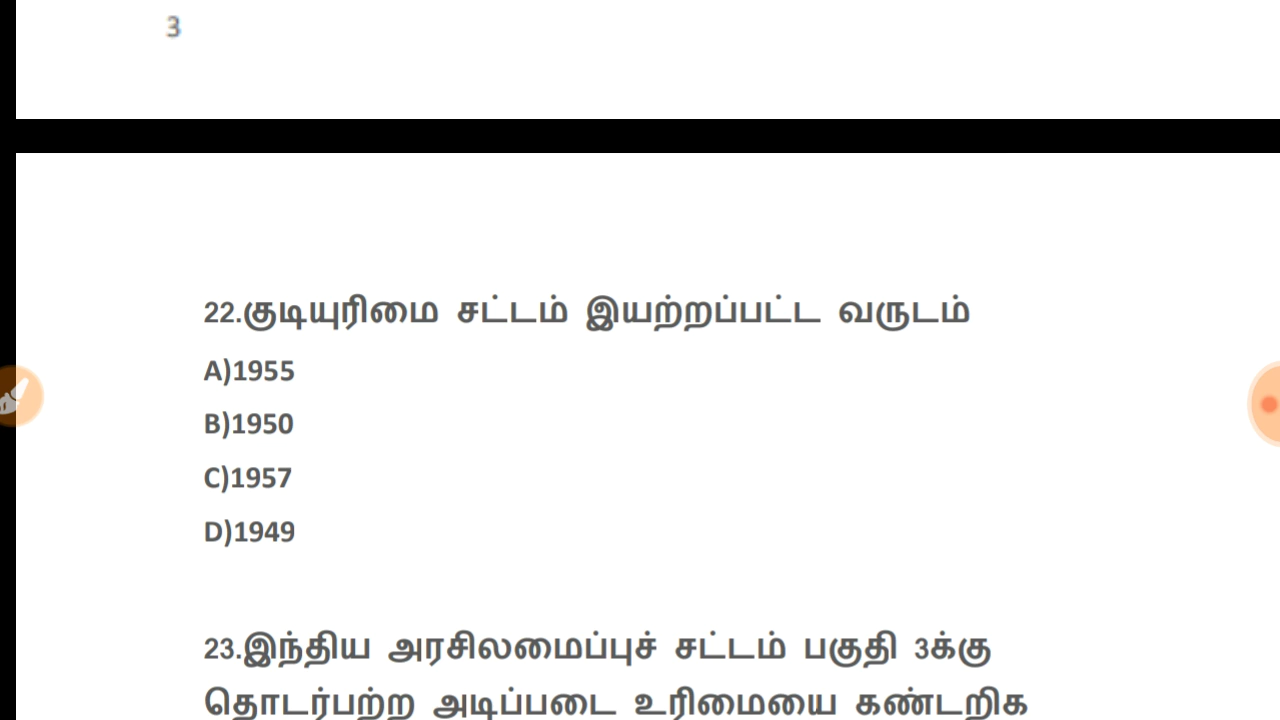 3
22.குடியுரிமை சட்டம் இயற்றப்பட்ட வருடம்
A)1955
B)1950
C)1957
D)1949
23.இந்திய அரசிலமைப்புச் சட்டம் பகுதி 3க்கு
தொடர்பற்ற அடிப்படை உரிமையை கண்டறிக